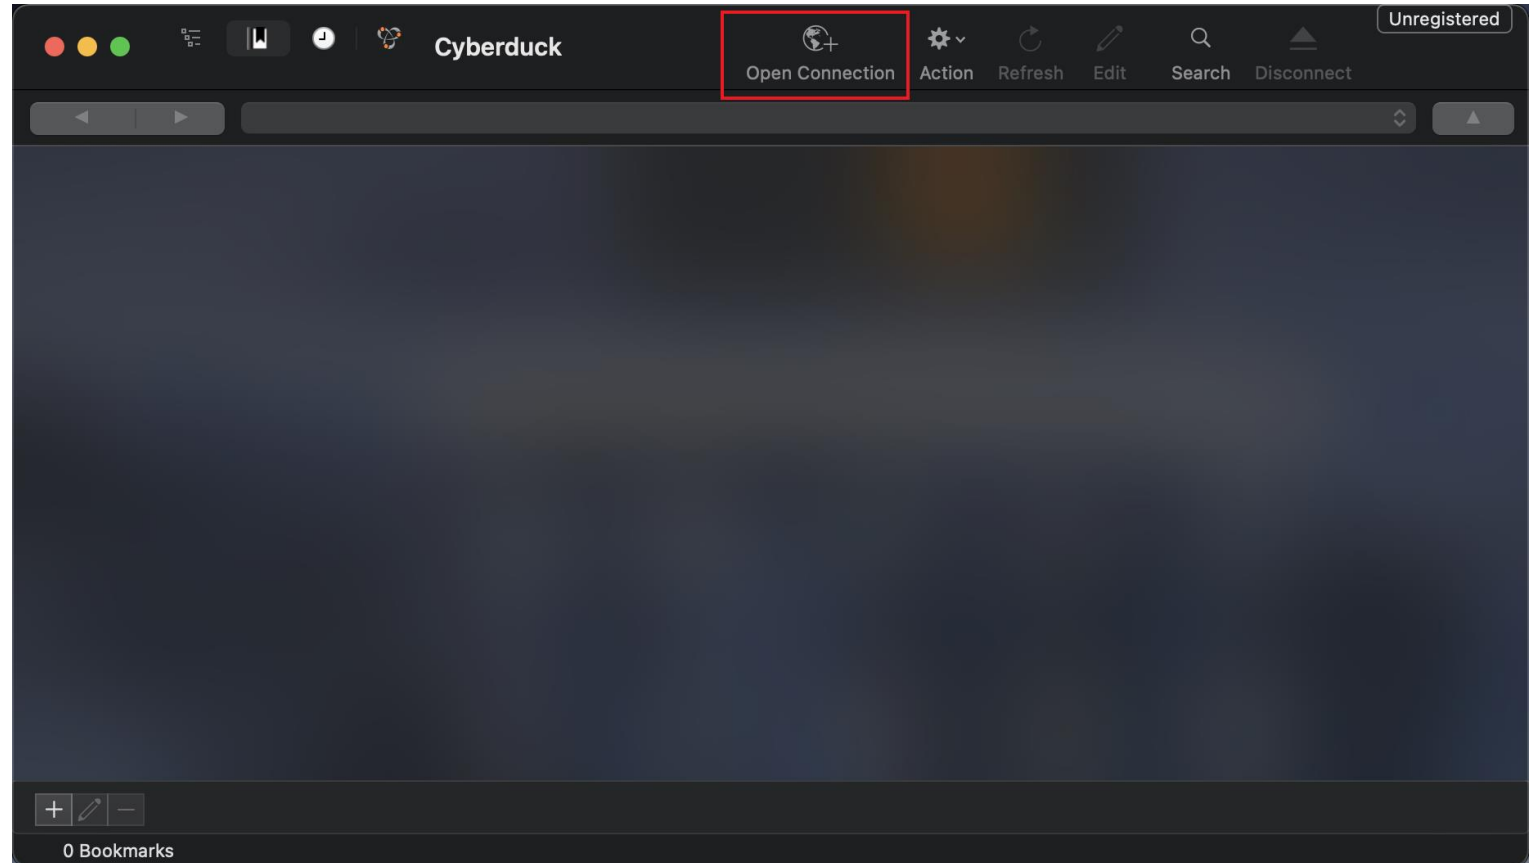 Unregistered
Cyberduck
Open Connection Action Refresh Edit Search Disconnect
0 Bookmarks